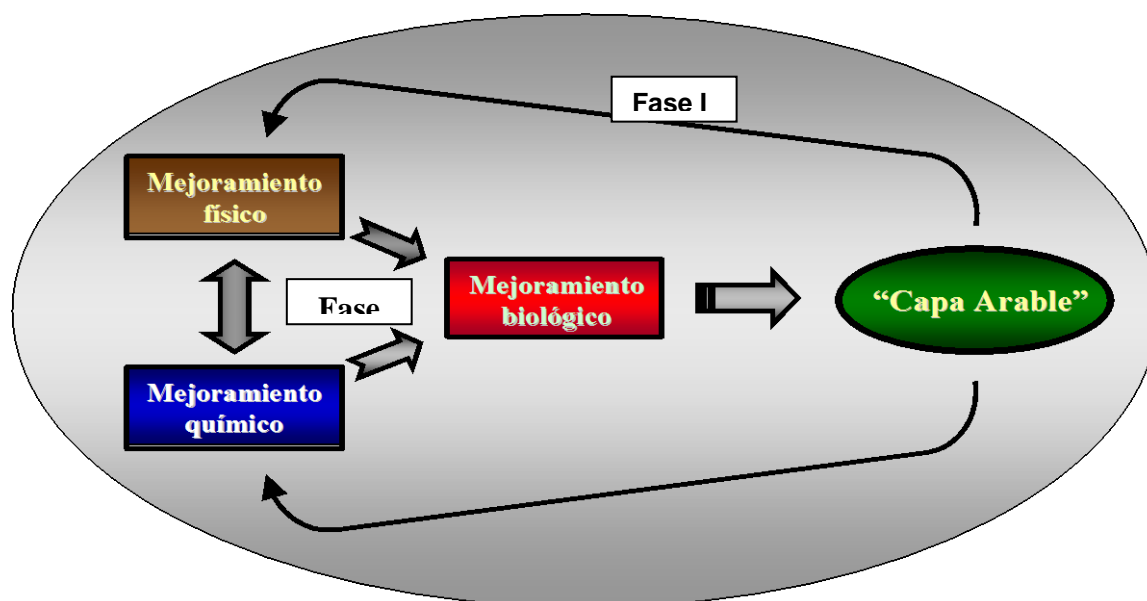 Fase I
Mejoramiento
físico
Fase
Mejoramiento
biológico
“Capa Arable”
Mejoramiento
químico